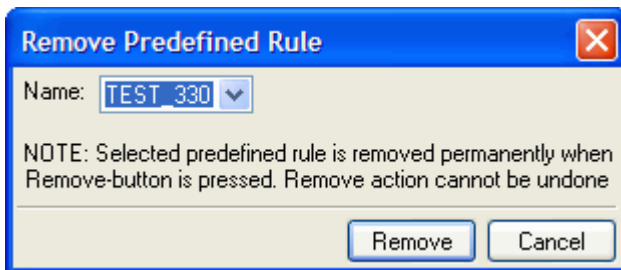 Remove Predefined Rule
Name: TEST_330
NOTE: Selected predefined rule is removed permanently when
Remove-button is pressed. Remove action cannot be undone
Remove Cancel